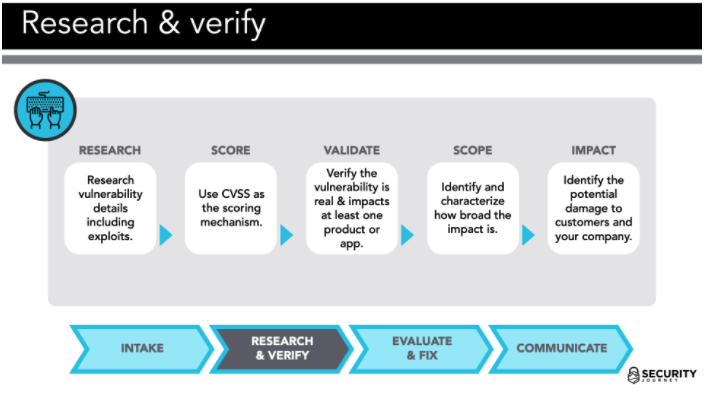 Research & verify
RESEARCH
Research
vulnerability
details
including
exploits.
SCORE
Use CVSS as
the scoring
mechanism.
VALIDATE
Verify the
vulnerability is
real & impacts
at least one
product or
app.
SCOPE
Identify and
characterize
how broad the
impact is.
IMPACT
Identify the
potential
damage to
customers and
your company.
INTAKE
RESEARCH
& VERIFY
EVALUATE
& FIX
COMMUNICATE
SECURITY
JOURNEY